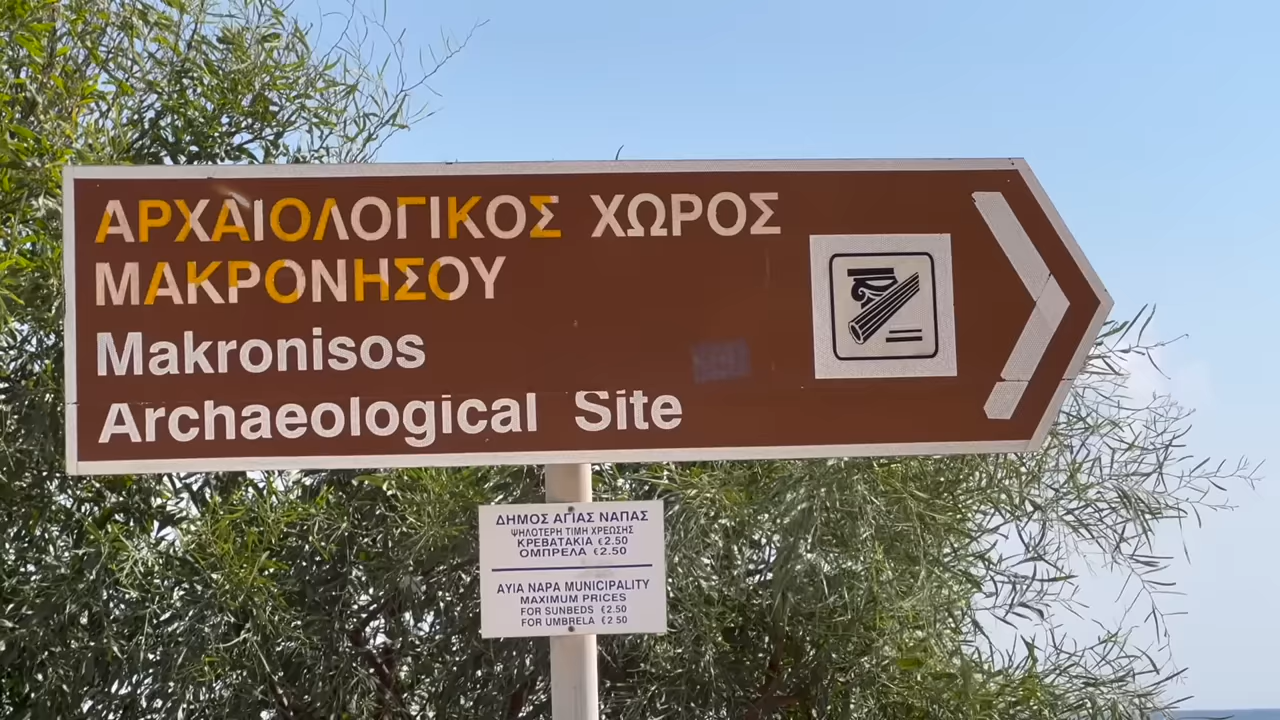 ΑΡΧΑΙΟΛΟΓΙΚΟΣ ΧΩΡΟΣ
ΜΑΚΡΟΝΗΣΟΥ
Makronisos
Archaeological Site
ΔΗΜΟΣ ΑΓΙΑΣ ΝΑΠΑΣ
ΨΗΛΟΤΕΡΗ ΤΙΜΗ ΧΡΕΩΣΗΣ
ΚΡΕΒΑΤΑΚΙΑ €2.50
ΟΜΠΡΕΛΑ €2.50
AYIA NAPA MUNICIPALITY
MAXIMUM PRICES
FOR SUNBEDS €2.50
FOR UMBRELA €2 50